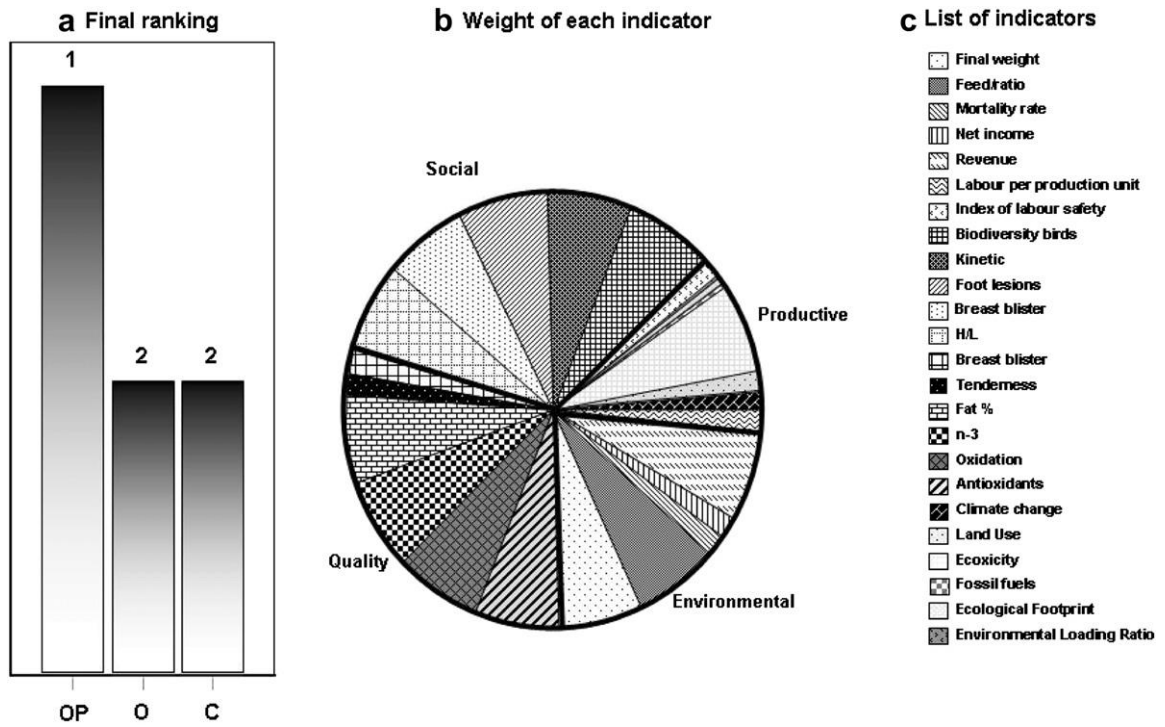 a Final ranking
1
2
2
OP
O
C
b Weight of each indicator
Social
Productive
Quality
Environmental
c List of indicators
Final weight
Feed/ratio
Mortality rate
Net income
Revenue
Labour per production unit
Index of labour safety
Biodiversity birds
Kinetic
Foot lesions
Breast blister
H/L
Breast blister
Tenderness
Fat %
n-3
Oxidation
Antioxidants
Climate change
Land Use
Ecoxicity
Fossil fuels
Ecological Footprint
Environmental Loading Ratio